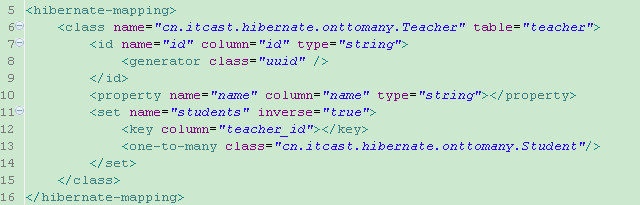 5 <hibernate-mapping>
6 <class name="cn.itcast.hibernate.onttomany.Teacher" table="teacher">
7 <id name="id" column="id" type="string">
8 <generator class="uuid" />
9 </id>
10 <property name="name" column="name" type="string"></property>
11 <set name="students" inverse="true">
12 <key column="teacher_id"></key>
13 <one-to-many class="cn.itcast.hibernate.onttomany.Student"/>
14 </set>
15 </class>
16 </hibernate-mapping>